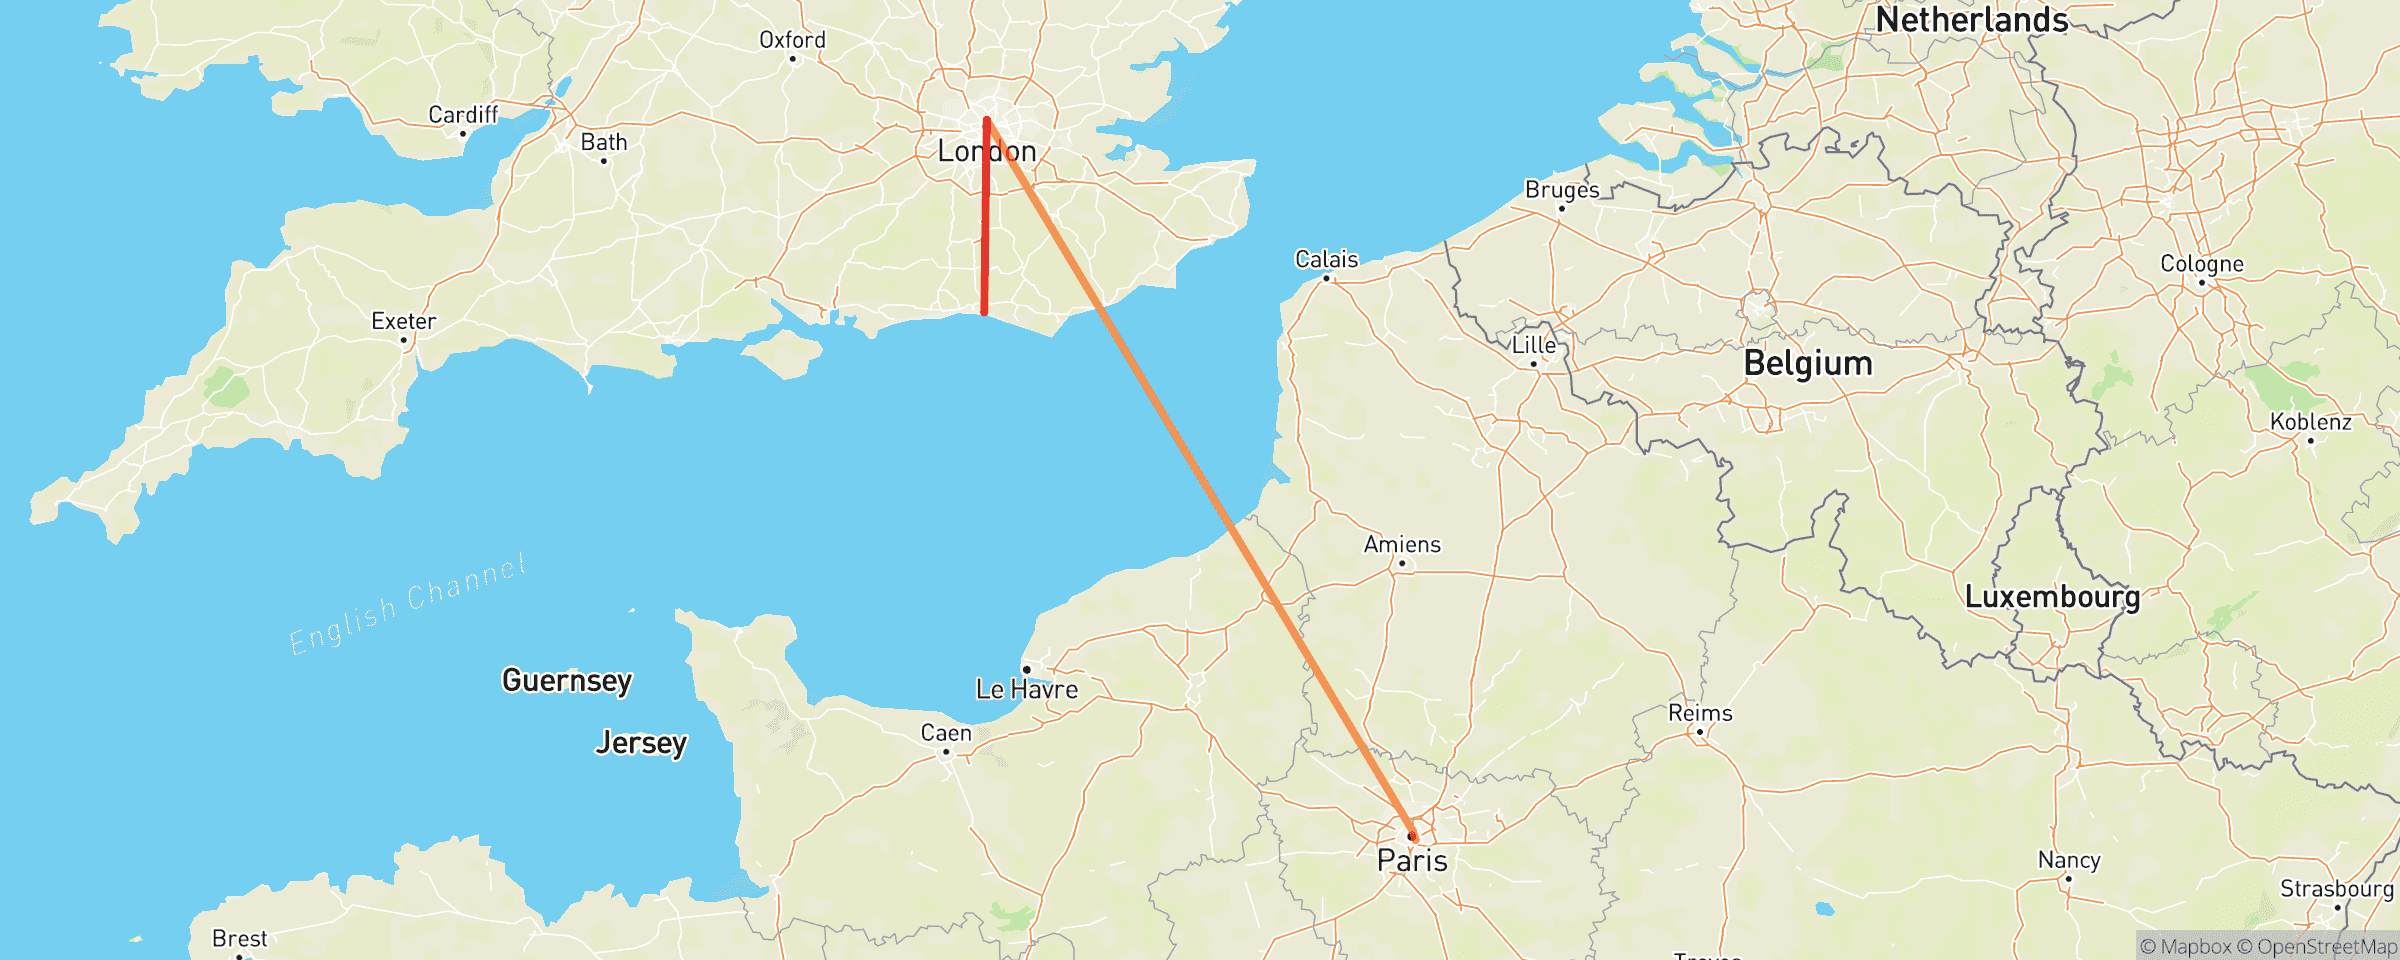 Netherlands
Oxford
Cardiff
Bath
London
Bruges
Calais
Cologne
Exeter
Lille
Belgium
Koblenz
Amiens
English Channel
Luxembourg
Guernsey
Le Havre
Jersey
Caen
Reims
Paris
Nancy
Strasbourg
Brest
© Mapbox © OpenStreetMap